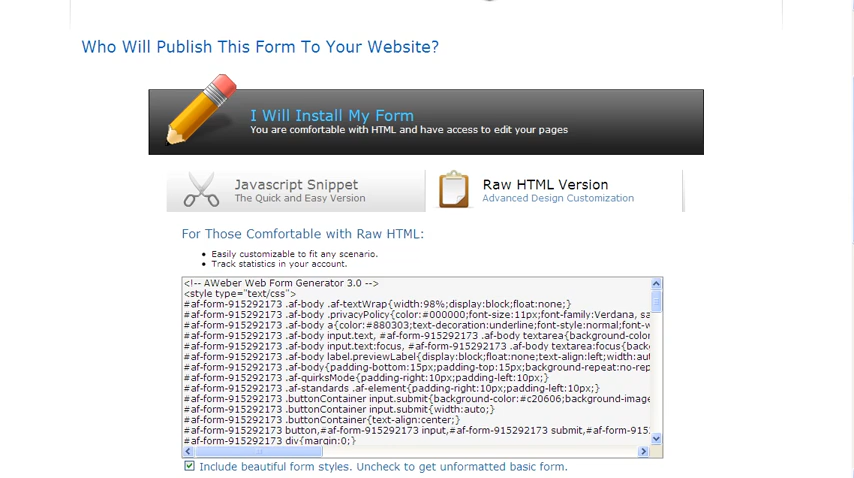 Who Will Publish This Form To Your Website?
I Will Install My Form
You are comfortable with HTML and have access to edit your pages
Javascript Snippet
The Quick and Easy Version
Raw HTML Version
Advanced Design Customization
For Those Comfortable with Raw HTML:
Easily customizable to fit any scenario.
Track statistics in your account.
<!-- AWeber Web Form Generator 3.0 -->
<style type="text/css">
#af-form-915292173 .af-body .af-textWrap{width:98%;display:block;float:none;}
#af-form-915292173 .af-body .privacyPolicy{color:#000000;font-size:11px;font-family:Verdana, sa
#af-form-915292173 .af-body a{color:#880303;text-decoration:underline;font-style:normal;font-w
#af-form-915292173 .af-body input.text, #af-form-915292173 .af-body textarea{background-color
#af-form-915292173 .af-body input.text:focus, #af-form-915292173 .af-body textarea:focus{backg
#af-form-915292173 .af-body label.previewLabel{display:block;float:none;text-align:left;width:aut
#af-form-915292173 .af-body{padding-bottom:15px;padding-top:15px;background-repeat:no-rep
#af-form-915292173 .af-quirksMode{padding-right:10px;padding-left:10px;}
#af-form-915292173 .af-standards .af-element{padding-right:10px;padding-left:10px;}
#af-form-915292173 .buttonContainer input.submit{background-color:#c20606;background-image
#af-form-915292173 .buttonContainer input.submit{width:auto;}
#af-form-915292173 .buttonContainer{text-align:center;}
#af-form-915292173 button,#af-form-915292173 input,#af-form-915292173 submit,#af-form-915
#af-form-915292173 div{margin:0;}
Include beautiful form styles. Uncheck to get unformatted basic form.